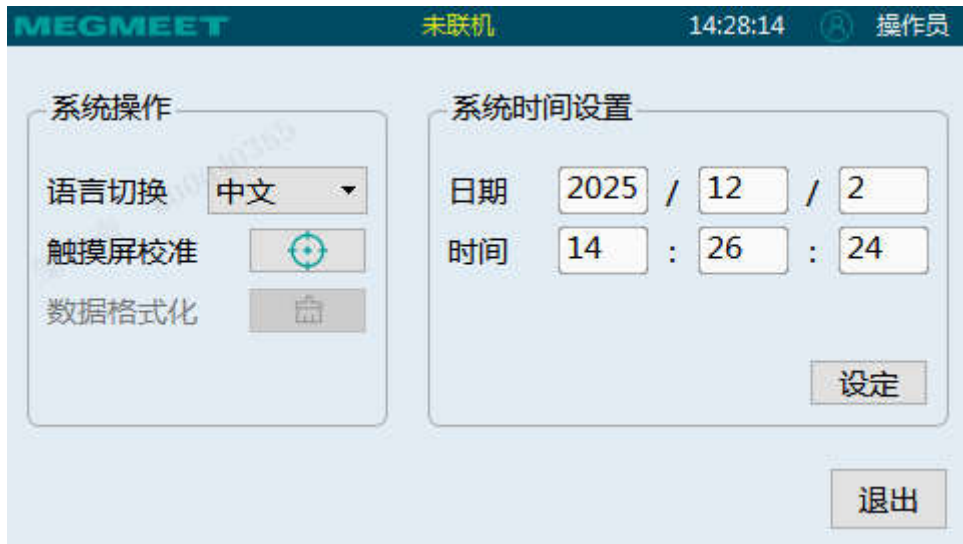 MEGMEET 未联机 14:28:14 操作员
系统操作
语言切换 中文
触摸屏校准
数据格式化
系统时间设置
日期 2025 / 12 / 2
时间 14 : 26 : 24
设定
退出